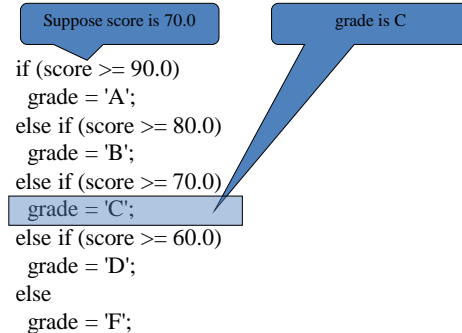 Suppose score is 70.0
grade is C
if (score >= 90.0)
grade = 'A';
else if (score >= 80.0)
grade = 'B';
else if (score >= 70.0)
grade = 'C';
else if (score >= 60.0)
grade = 'D';
else
grade = 'F';